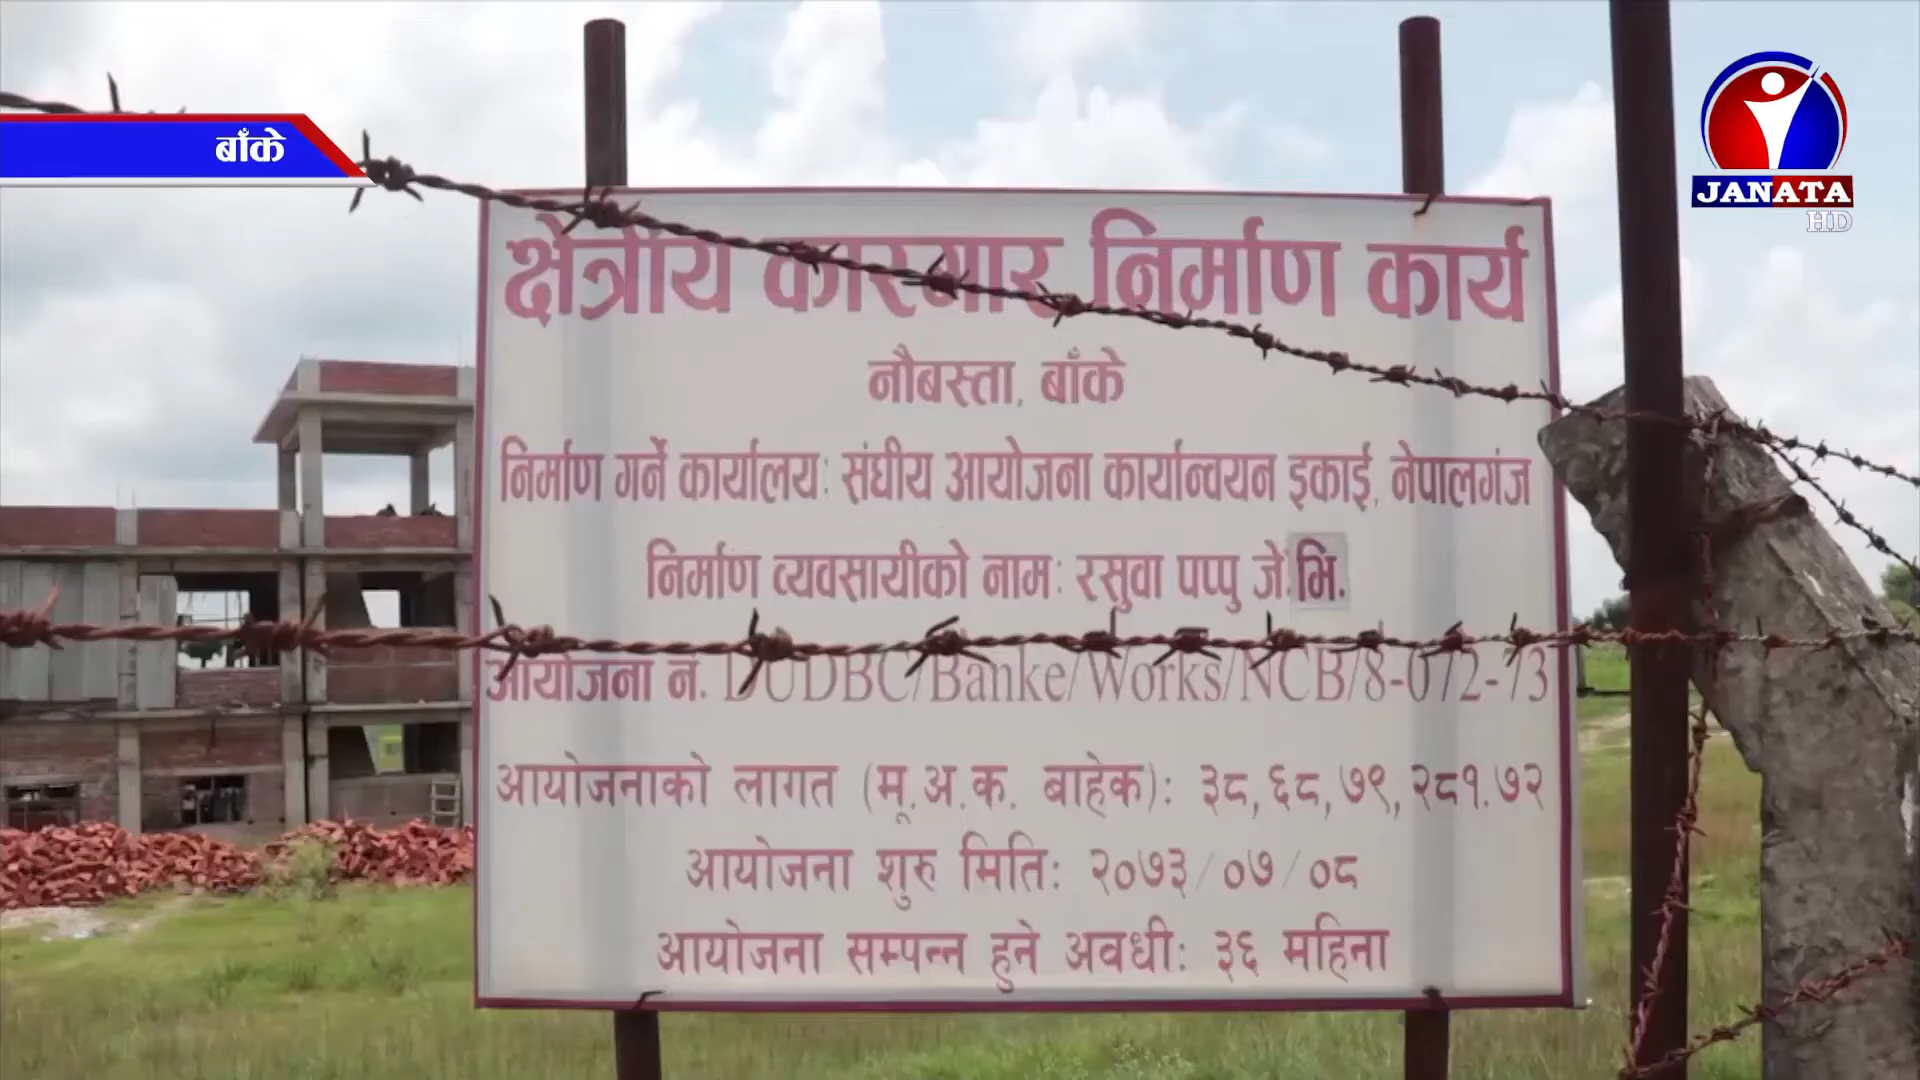 बाँके
JANATA
HD
क्षेत्रीय कारागार निर्माण कार्य
नौबस्ता, बाँके
निर्माण गर्ने कार्यालय: संघीय आयोजना कार्यान्वयन इकाई, नेपालगंज
निर्माण व्यवसायीको नाम: रसुवा पप्पु जे. भि.
आयोजना नं. DUDBC/Banke/Works/NCB/8-072-73
आयोजनाको लागत (मू.अ.क. बाहेक): ३८,६८,७९,२८१.७२
आयोजना शुरु मिति: २०७३/०७/०८
आयोजना सम्पन्न हुने अवधी: ३६ महिना